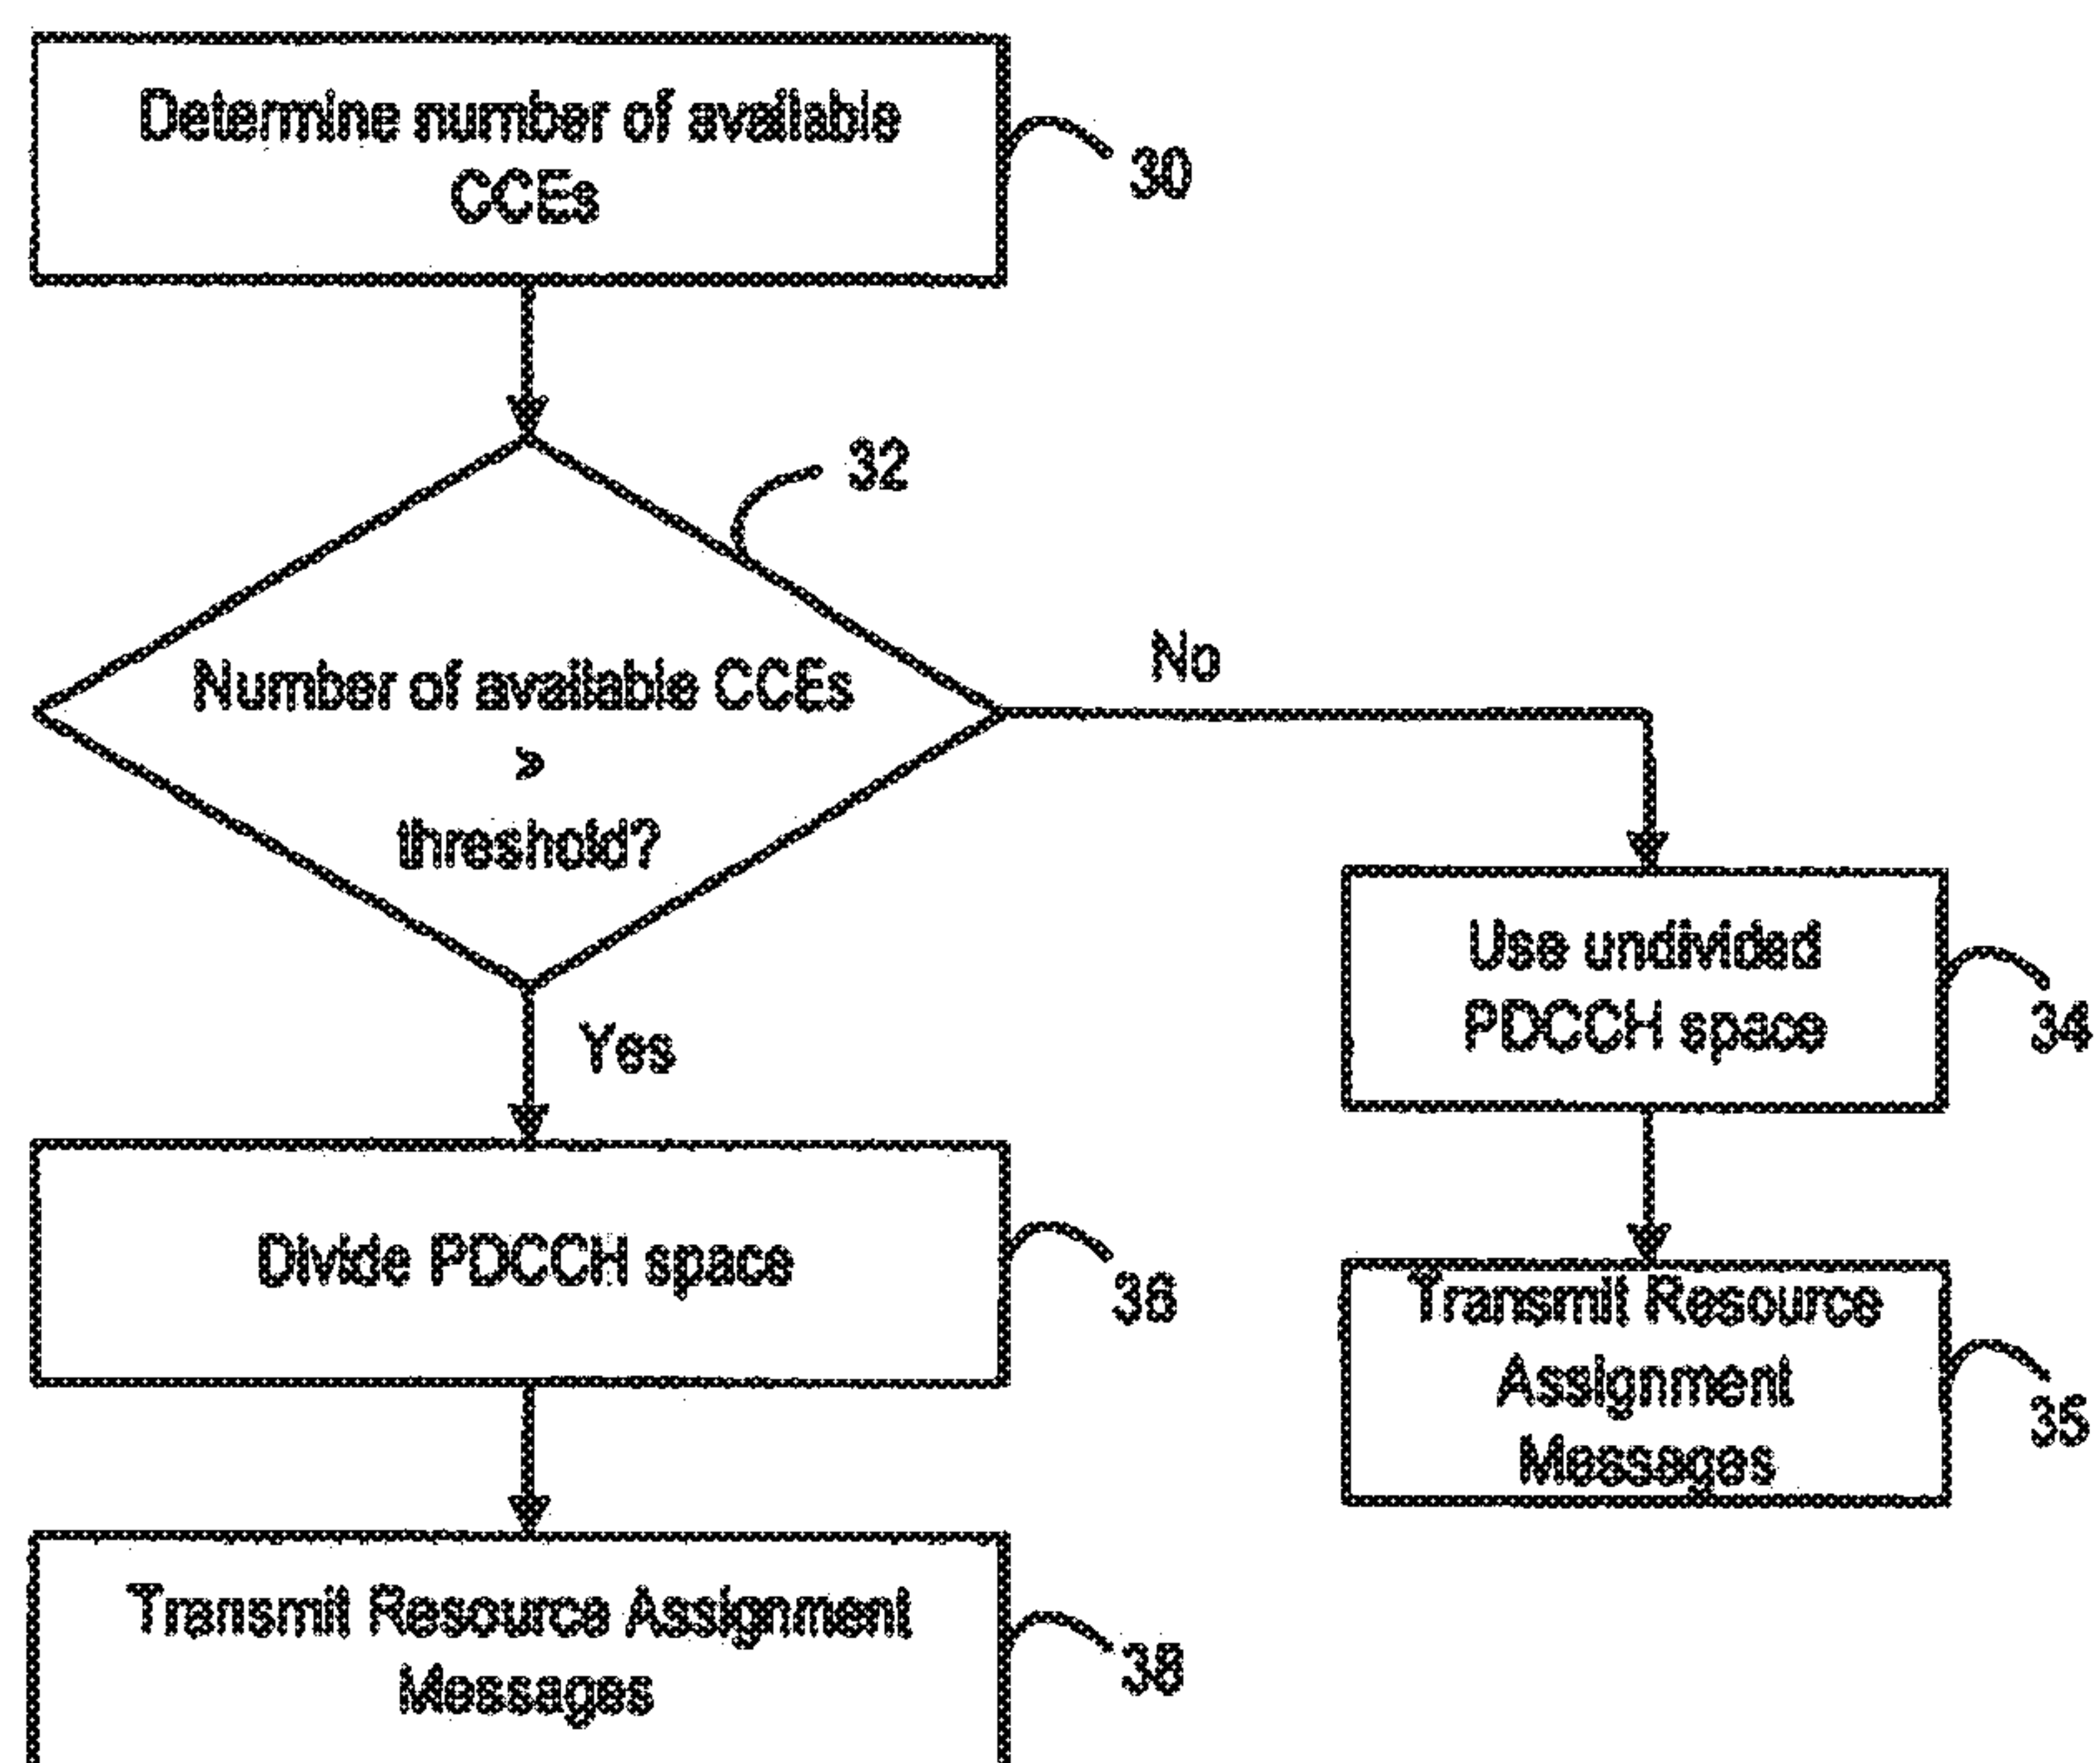 Determine number of available
CCEs
30
32
Number of available CCEs
>
threshold?
No
Yes
Use undivided
PDCCH space
34
Divide PDCCH space
36
Transmit Resource
Assignment
Messages
35
Transmit Resource Assignment
Messages
38